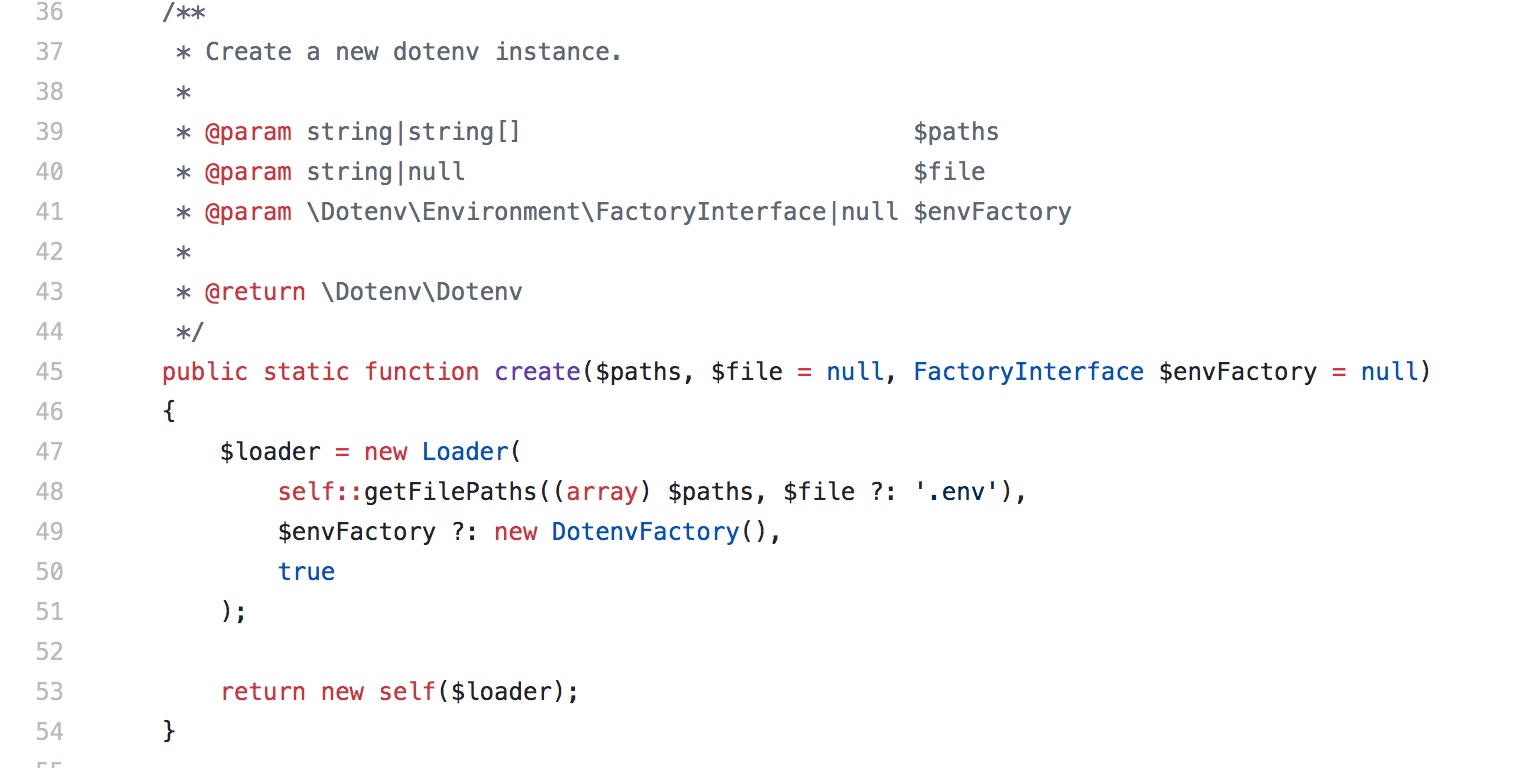 36 /**
37 * Create a new dotenv instance.
38 *
39 * @param string|string[] $paths
40 * @param string|null $file
41 * @param \Dotenv\Environment\FactoryInterface|null $envFactory
42 *
43 * @return \Dotenv\Dotenv
44 */
45 public static function create($paths, $file = null, FactoryInterface $envFactory = null)
46 {
47 $loader = new Loader(
48 self::getFilePaths((array) $paths, $file ?: '.env'),
49 $envFactory ?: new DotenvFactory(),
50 true
51 );
52
53 return new self($loader);
54 }
55